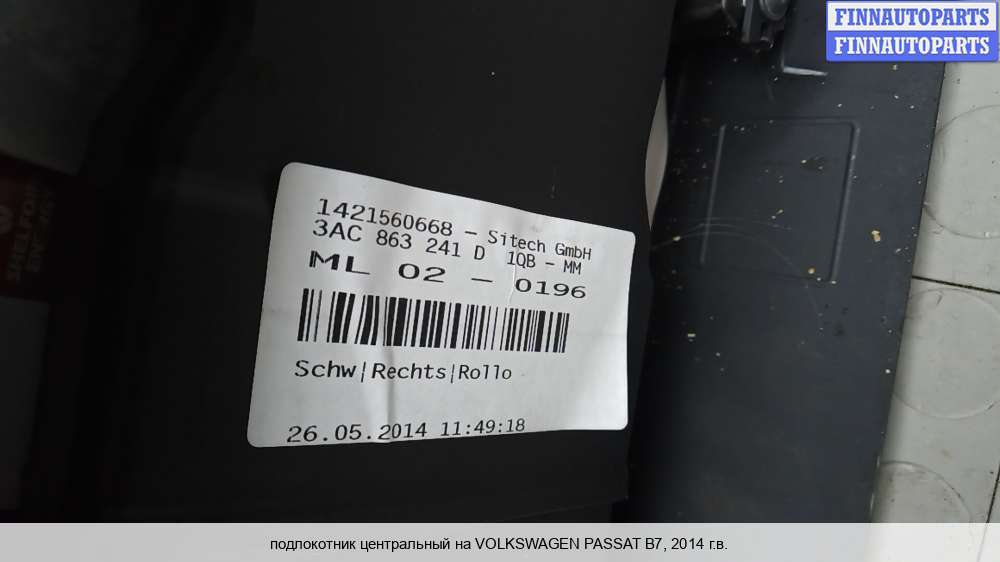 FINNAUTOPARTS
FINNAUTOPARTS
1421560668 - Sitech GmbH
3AC 863 241 D 1QB - MM
ML 02 - 0196
Schw|Rechts|Rollo
26.05.2014 11:49:18
подлокотник центральный на VOLKSWAGEN PASSAT B7, 2014 г.в.